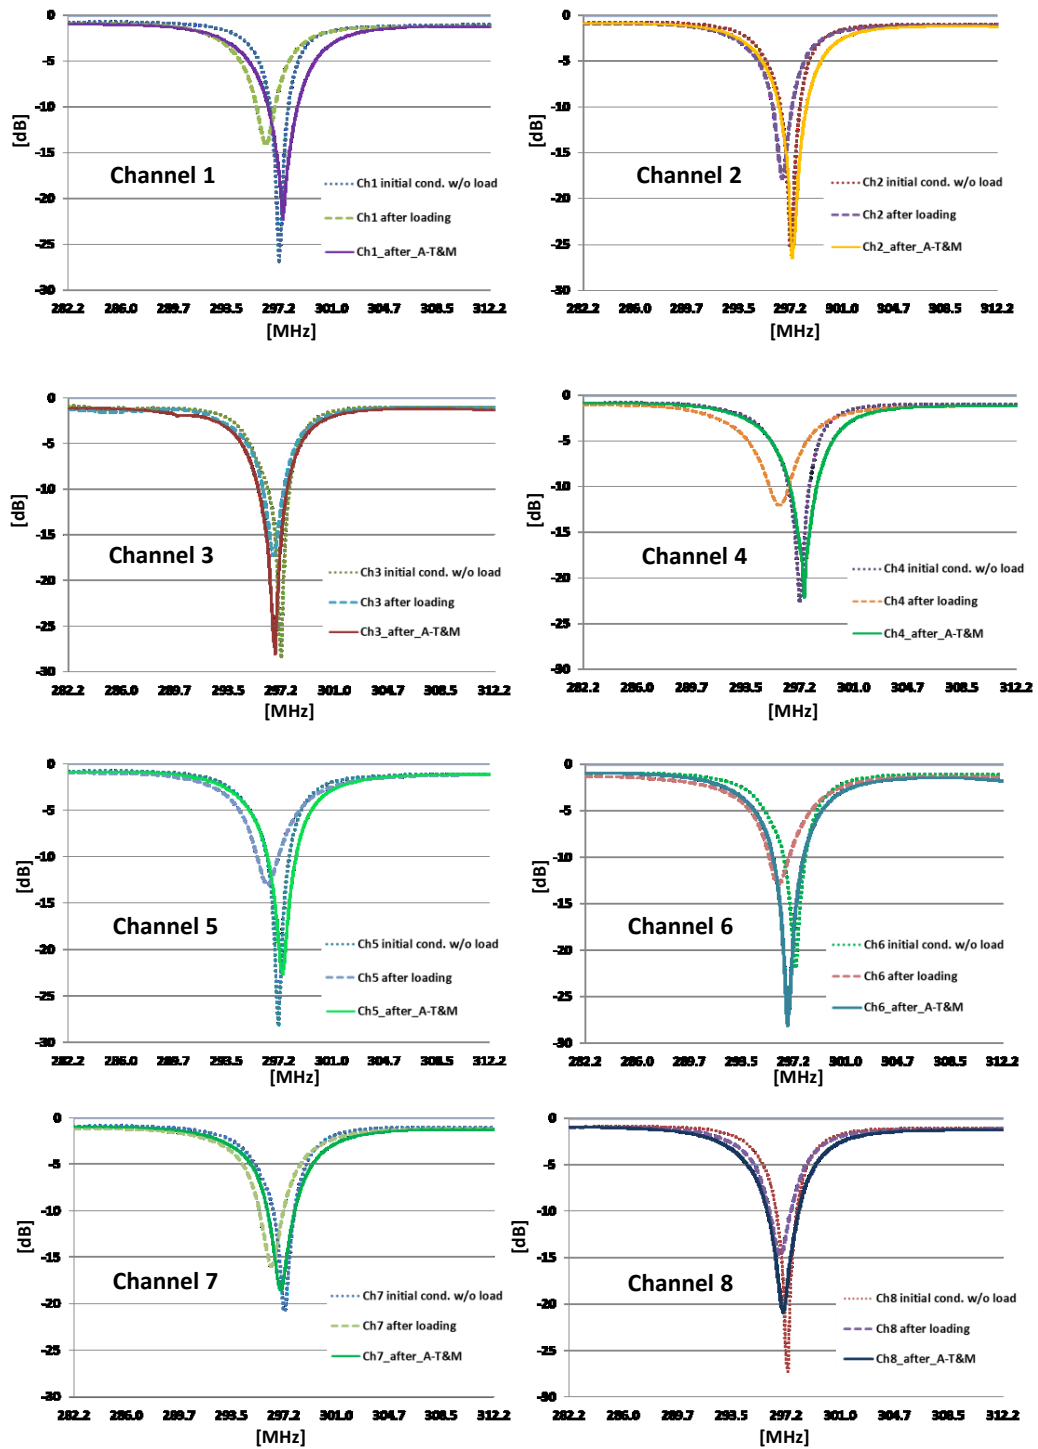 0
-5
-10
-15
-20
-25
-30
[dB]
Channel 1
Ch1 initial cond. w/o load
Ch1 after loading
Ch1_after_A-T&M
282.2 286.0 289.7 293.5 297.2 301.0 304.7 308.5 312.2
[MHz]
0
-5
-10
-15
-20
-25
-30
[dB]
Channel 2
Ch2 initial cond. w/o load
Ch2 after loading
Ch2_after_A-T&M
282.2 286.0 289.7 293.5 297.2 301.0 304.7 308.5 312.2
[MHz]
0
-5
-10
-15
-20
-25
-30
[dB]
Channel 3
Ch3 initial cond. w/o load
Ch3 after loading
Ch3_after_A-T&M
282.2 286.0 289.7 293.5 297.2 301.0 304.7 308.5 312.2
[MHz]
0
-5
-10
-15
-20
-25
-30
[dB]
Channel 4
Ch4 initial cond. w/o load
Ch4 after loading
Ch4_after_A-T&M
282.2 286.0 289.7 293.5 297.2 301.0 304.7 308.5 312.2
[MHz]
0
-5
-10
-15
-20
-25
-30
[dB]
Channel 5
Ch5 initial cond. w/o load
Ch5 after loading
Ch5_after_A-T&M
282.2 286.0 289.7 293.5 297.2 301.0 304.7 308.5 312.2
[MHz]
0
-5
-10
-15
-20
-25
-30
[dB]
Channel 6
Ch6 initial cond. w/o load
Ch6 after loading
Ch6_after_A-T&M
282.2 286.0 289.7 293.5 297.2 301.0 304.7 308.5 312.2
[MHz]
0
-5
-10
-15
-20
-25
-30
[dB]
Channel 7
Ch7 initial cond. w/o load
Ch7 after loading
Ch7_after_A-T&M
282.2 286.0 289.7 293.5 297.2 301.0 304.7 308.5 312.2
[MHz]
0
-5
-10
-15
-20
-25
-30
[dB]
Channel 8
Ch8 initial cond. w/o load
Ch8 after loading
Ch8_after_A-T&M
282.2 286.0 289.7 293.5 297.2 301.0 304.7 308.5 312.2
[MHz]